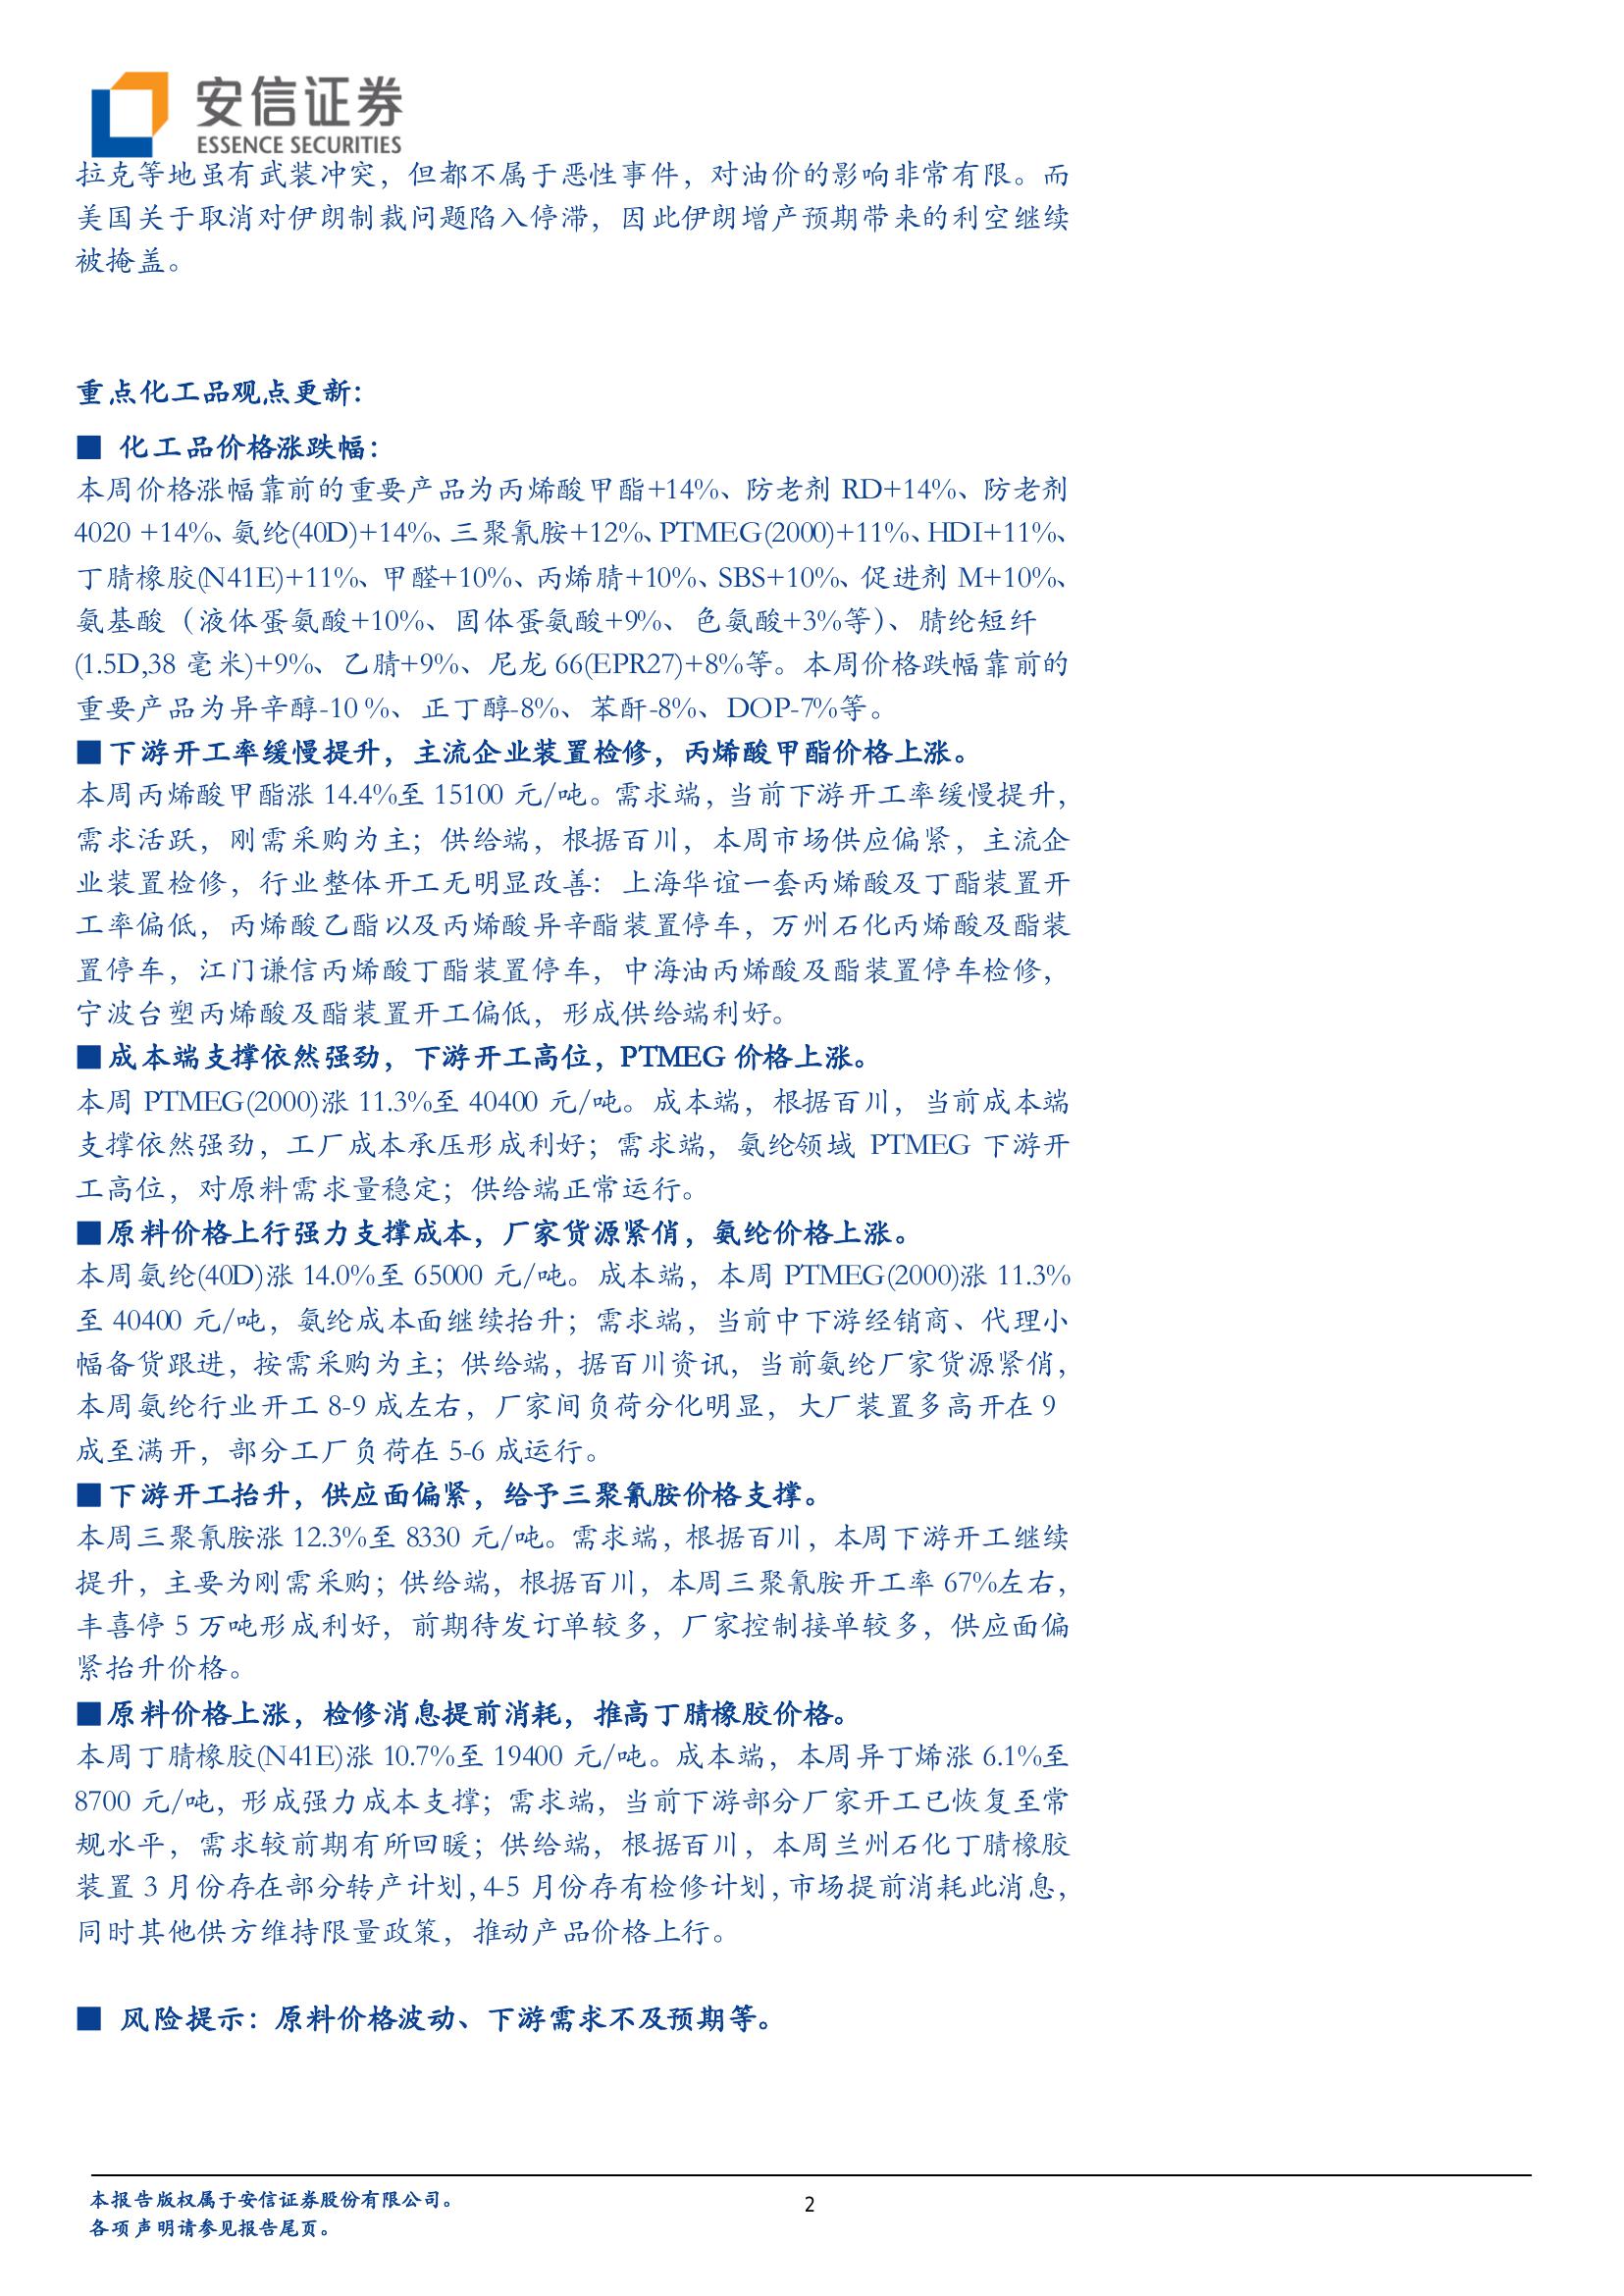 安信证券
ESSENCE SECURITIES
拉克等地虽有武装冲突，但都不属于恶性事件，对油价的影响非常有限。而
美国关于取消对伊朗制裁问题陷入停滞，因此伊朗增产预期带来的利空继续
被掩盖。
重点化工品观点更新：
■ 化工品价格涨跌幅：
本周价格涨幅靠前的重要产品为丙烯酸甲酯+14%、防老剂 RD+14%、防老剂
4020 +14%、氨纶(40D)+14%、三聚氰胺+12%、PTMEG(2000)+11%、HDI+11%、
丁腈橡胶(N41E)+11%、甲醛+10%、丙烯腈+10%、SBS+10%、促进剂 M+10%、
氨基酸（液体蛋氨酸+10%、固体蛋氨酸+9%、色氨酸+3%等）、腈纶短纤
(1.5D,38 毫米)+9%、乙腈+9%、尼龙 66(EPR27)+8%等。本周价格跌幅靠前的
重要产品为异辛醇-10 %、正丁醇-8%、苯酐-8%、DOP-7%等。
■下游开工率缓慢提升，主流企业装置检修，丙烯酸甲酯价格上涨。
本周丙烯酸甲酯涨 14.4%至 15100 元/吨。需求端，当前下游开工率缓慢提升，
需求活跃，刚需采购为主；供给端，根据百川，本周市场供应偏紧，主流企
业装置检修，行业整体开工无明显改善：上海华谊一套丙烯酸及丁酯装置开
工率偏低，丙烯酸乙酯以及丙烯酸异辛酯装置停车，万州石化丙烯酸及酯装
置停车，江门谦信丙烯酸丁酯装置停车，中海油丙烯酸及酯装置停车检修，
宁波台塑丙烯酸及酯装置开工偏低，形成供给端利好。
■成本端支撑依然强劲，下游开工高位，PTMEG 价格上涨。
本周 PTMEG(2000)涨 11.3%至 40400 元/吨。成本端，根据百川，当前成本端
支撑依然强劲，工厂成本承压形成利好；需求端，氨纶领域 PTMEG 下游开
工高位，对原料需求量稳定；供给端正常运行。
■原料价格上行强力支撑成本，厂家货源紧俏，氨纶价格上涨。
本周氨纶(40D)涨 14.0%至 65000 元/吨。成本端，本周 PTMEG(2000)涨 11.3%
至 40400 元/吨，氨纶成本面继续抬升；需求端，当前中下游经销商、代理小
幅备货跟进，按需采购为主；供给端，据百川资讯，当前氨纶厂家货源紧俏，
本周氨纶行业开工 8-9 成左右，厂家间负荷分化明显，大厂装置多高开在 9
成至满开，部分工厂负荷在 5-6 成运行。
■下游开工抬升，供应面偏紧，给予三聚氰胺价格支撑。
本周三聚氰胺涨 12.3%至 8330 元/吨。需求端，根据百川，本周下游开工继续
提升，主要为刚需采购；供给端，根据百川，本周三聚氰胺开工率 67%左右，
丰喜停 5 万吨形成利好，前期待发订单较多，厂家控制接单较多，供应面偏
紧抬升价格。
■原料价格上涨，检修消息提前消耗，推高丁腈橡胶价格。
本周丁腈橡胶(N41E)涨 10.7%至 19400 元/吨。成本端，本周异丁烯涨 6.1%至
8700 元/吨，形成强力成本支撑；需求端，当前下游部分厂家开工已恢复至常
规水平，需求较前期有所回暖；供给端，根据百川，本周兰州石化丁腈橡胶
装置 3 月份存在部分转产计划，4-5 月份存有检修计划，市场提前消耗此消息，
同时其他供方维持限量政策，推动产品价格上行。
■ 风险提示：原料价格波动、下游需求不及预期等。
本报告版权属于安信证券股份有限公司。
2
各项声明请参见报告尾页。